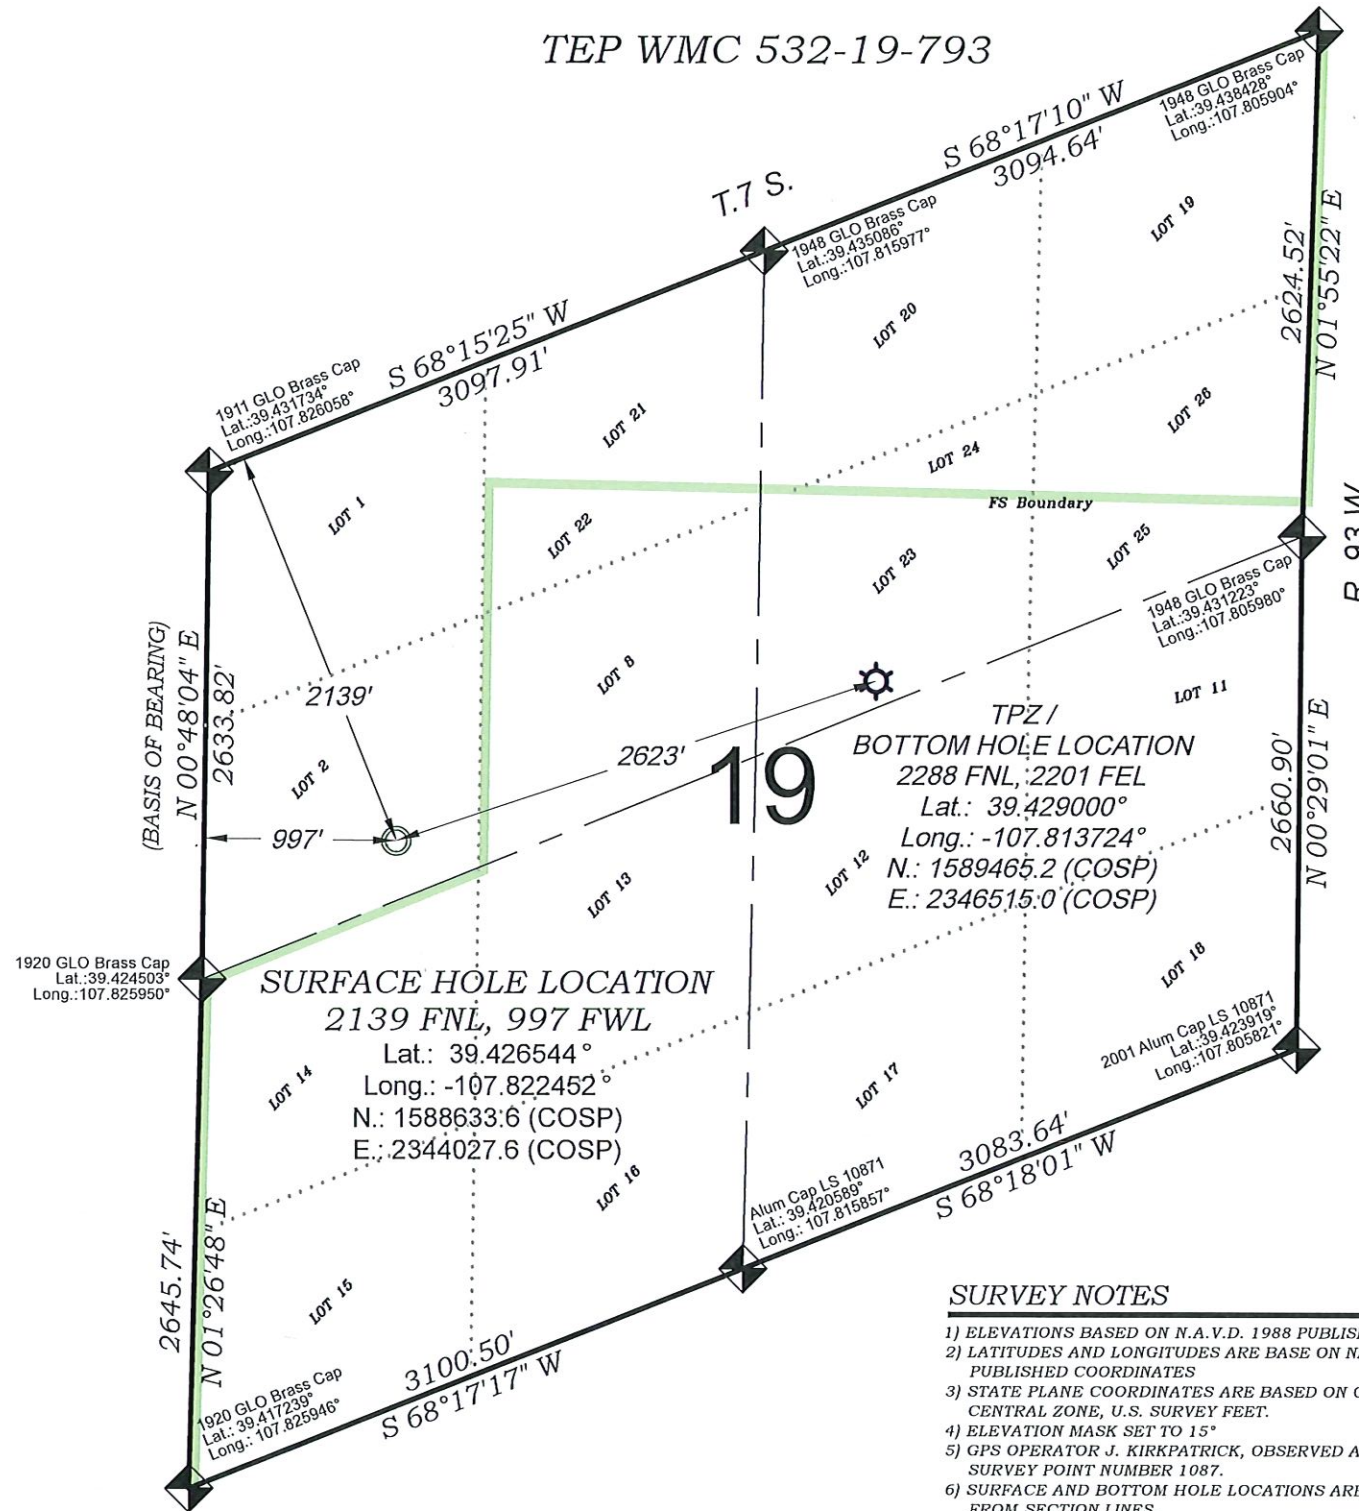 TEP WMC 532-19-793
1948 GLO Brass Cap
Lat.:39.438428°
Long.:107.805904°
S 68°17'10" W
3094.64'
T.7 S.
1948 GLO Brass Cap
Lat.:39.435086°
Long.:107.815977°
LOT 19
LOT 20
2624.52'
N 01°55'22" E
S 68°15'25" W
3097.91'
1911 GLO Brass Cap
Lat.:39.431734°
Long.:107.826058°
LOT 21
LOT 26
LOT 24
LOT 1
LOT 22
FS Boundary
R. 93 W.
LOT 23
LOT 25
1948 GLO Brass Cap
Lat.:39.431223°
Long.:107.805980°
(BASIS OF BEARING)
N 00°48'04" E
2633.82'
2139'
LOT 8
LOT 11
LOT 2
2623'
19
TPZ /
BOTTOM HOLE LOCATION
2288 FNL, 2201 FEL
Lat.: 39.429000°
Long.: -107.813724°
N.: 1589465.2 (COSP)
E.: 2346515.0 (COSP)
2660.90'
N 00°29'01" E
997'
LOT 13
LOT 12
1920 GLO Brass Cap
Lat.:39.424503°
Long.:107.825950°
SURFACE HOLE LOCATION
2139 FNL, 997 FWL
Lat.: 39.426544°
Long.: -107.822452°
N.: 1588633.6 (COSP)
E.: 2344027.6 (COSP)
LOT 18
2001 Alum Cap LS 10871
Lat.:39.423919°
Long.:107.805821°
LOT 14
LOT 17
LOT 16
3083.64'
S 68°18'01" W
Alum Cap LS 10871
Lat.: 39.420589°
Long.: 107.815857°
2645.74'
N 01°26'48" E
LOT 15
3100.50'
S 68°17'17" W
1920 GLO Brass Cap
Lat.: 39.417239°
Long.: 107.825946°
SURVEY NOTES
1) ELEVATIONS BASED ON N.A.V.D. 1988
2) LATITUDES AND LONGITUDES ARE BASE ON
PUBLISHED COORDINATES
3) STATE PLANE COORDINATES ARE BASED ON
CENTRAL ZONE, U.S. SURVEY FEET.
4) ELEVATION MASK SET TO 15°
5) GPS OPERATOR J. KIRKPATRICK, OBSERVED
SURVEY POINT NUMBER 1087.
6) SURFACE AND BOTTOM HOLE LOCATIONS ARE
FROM SECTION LINES